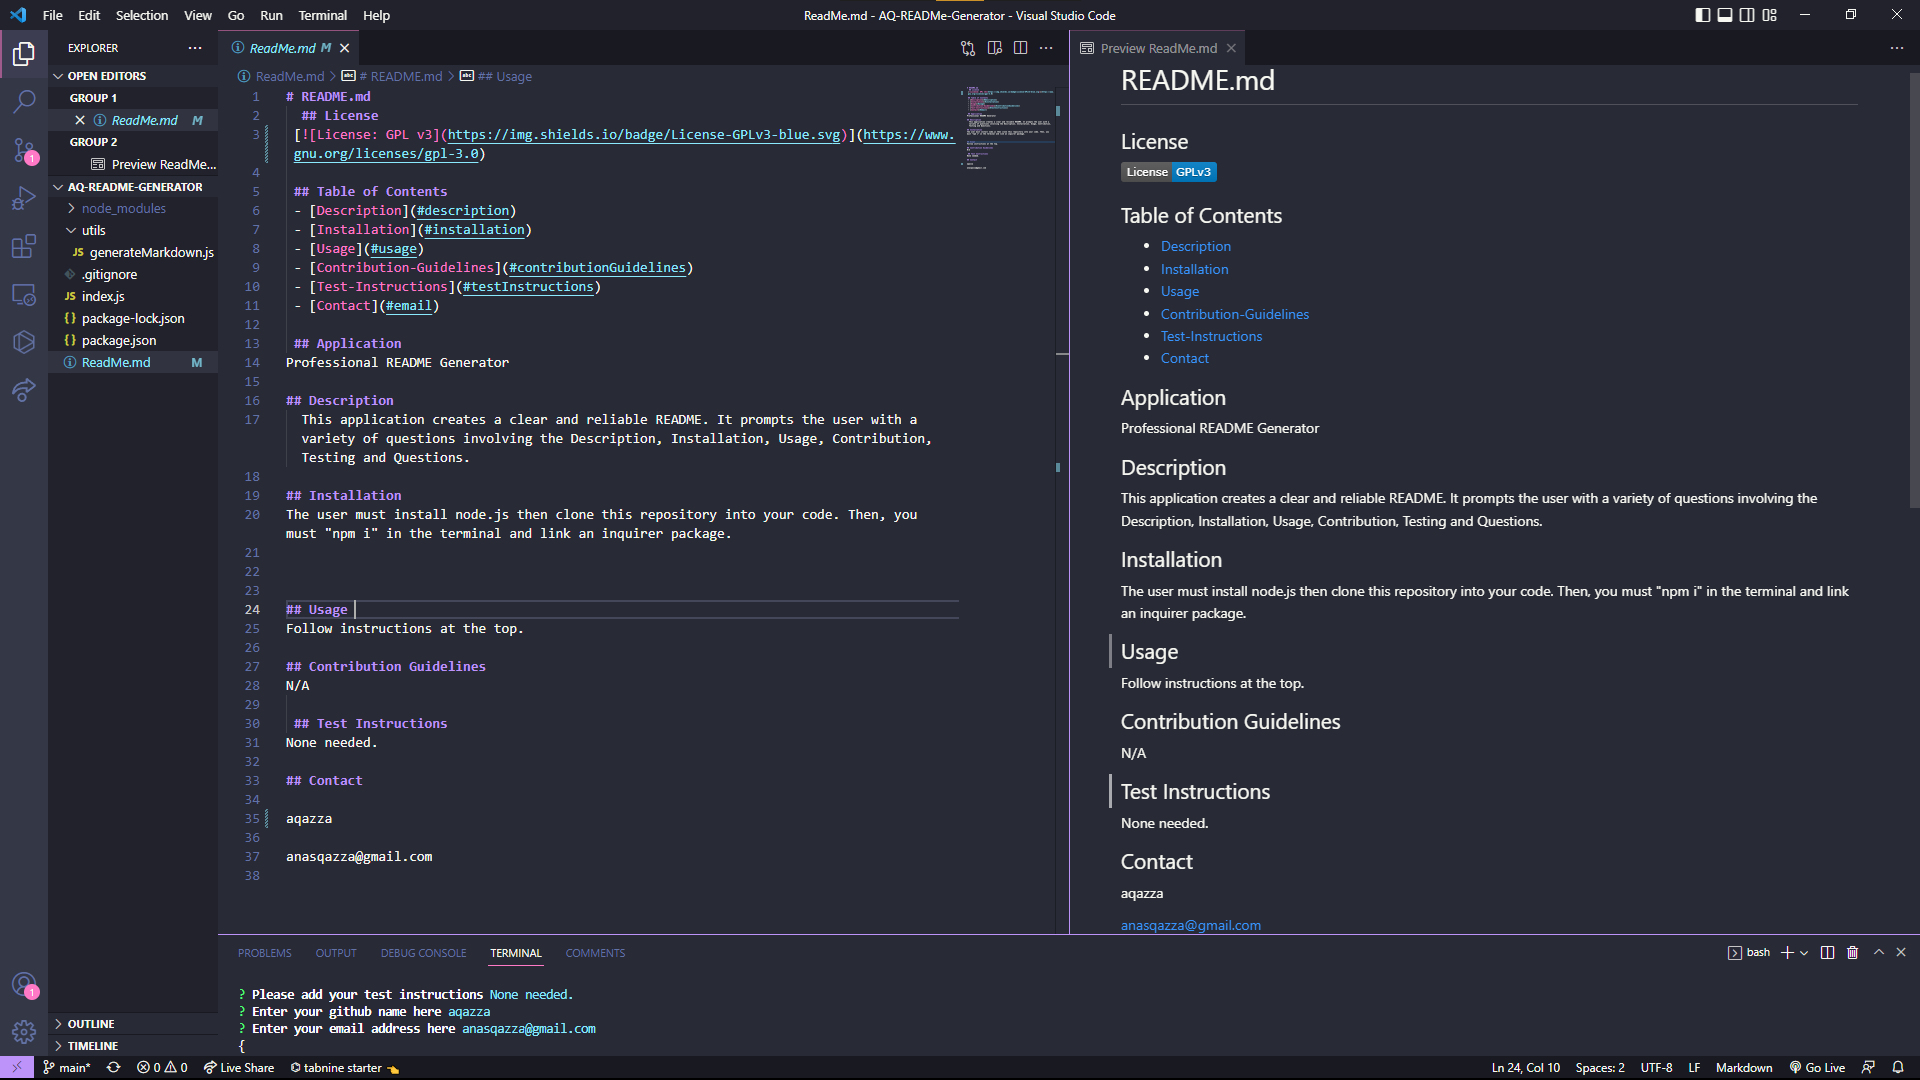 File Edit Selection View Go Run Terminal Help
ReadMe.md - AQ-READMe-Generator - Visual Studio Code
EXPLORER
OPEN EDITORS
GROUP 1
ReadMe.md M
GROUP 2
Preview ReadMe...
AQ-README-GENERATOR
node_modules
utils
JS generateMarkdown.js
.gitignore
JS index.js
{} package-lock.json
{} package.json
ReadMe.md M
OUTLINE
TIMELINE
1
1
ReadMe.md M
ReadMe.md > # README.md > ## Usage
1 # README.md
2 ## License
3 [![License: GPL v3](https://img.shields.io/badge/License-GPLv3-blue.svg)](https://www.
gnu.org/licenses/gpl-3.0)
4
5 ## Table of Contents
6 - [Description](#description)
7 - [Installation](#installation)
8 - [Usage](#usage)
9 - [Contribution-Guidelines](#contributionGuidelines)
10 - [Test-Instructions](#testInstructions)
11 - [Contact](#email)
12
13 ## Application
14 Professional README Generator
15
16 ## Description
17 This application creates a clear and reliable README. It prompts the user with a
variety of questions involving the Description, Installation, Usage, Contribution,
Testing and Questions.
18
19 ## Installation
20 The user must install node.js then clone this repository into your code. Then, you
must "npm i" in the terminal and link an inquirer package.
21
22
23
24 ## Usage
25 Follow instructions at the top.
26
27 ## Contribution Guidelines
28 N/A
29
30 ## Test Instructions
31 None needed.
32
33 ## Contact
34
35 aqazza
36
37 anasqazza@gmail.com
38
Preview ReadMe.md
README.md
License
License GPLv3
Table of Contents
• Description
• Installation
• Usage
• Contribution-Guidelines
• Test-Instructions
• Contact
Application
Professional README Generator
Description
This application creates a clear and reliable README. It prompts the user with a variety of questions involving the
Description, Installation, Usage, Contribution, Testing and Questions.
Installation
The user must install node.js then clone this repository into your code. Then, you must "npm i" in the terminal and link
an inquirer package.
Usage
Follow instructions at the top.
Contribution Guidelines
N/A
Test Instructions
None needed.
Contact
aqazza
anasqazza@gmail.com
PROBLEMS OUTPUT DEBUG CONSOLE TERMINAL COMMENTS
bash
? Please add your test instructions None needed.
? Enter your github name here aqazza
? Enter your email address here anasqazza@gmail.com
{
main* 0 0 Live Share tabnine starter
Ln 24, Col 10 Spaces: 2 UTF-8 LF Markdown Go Live